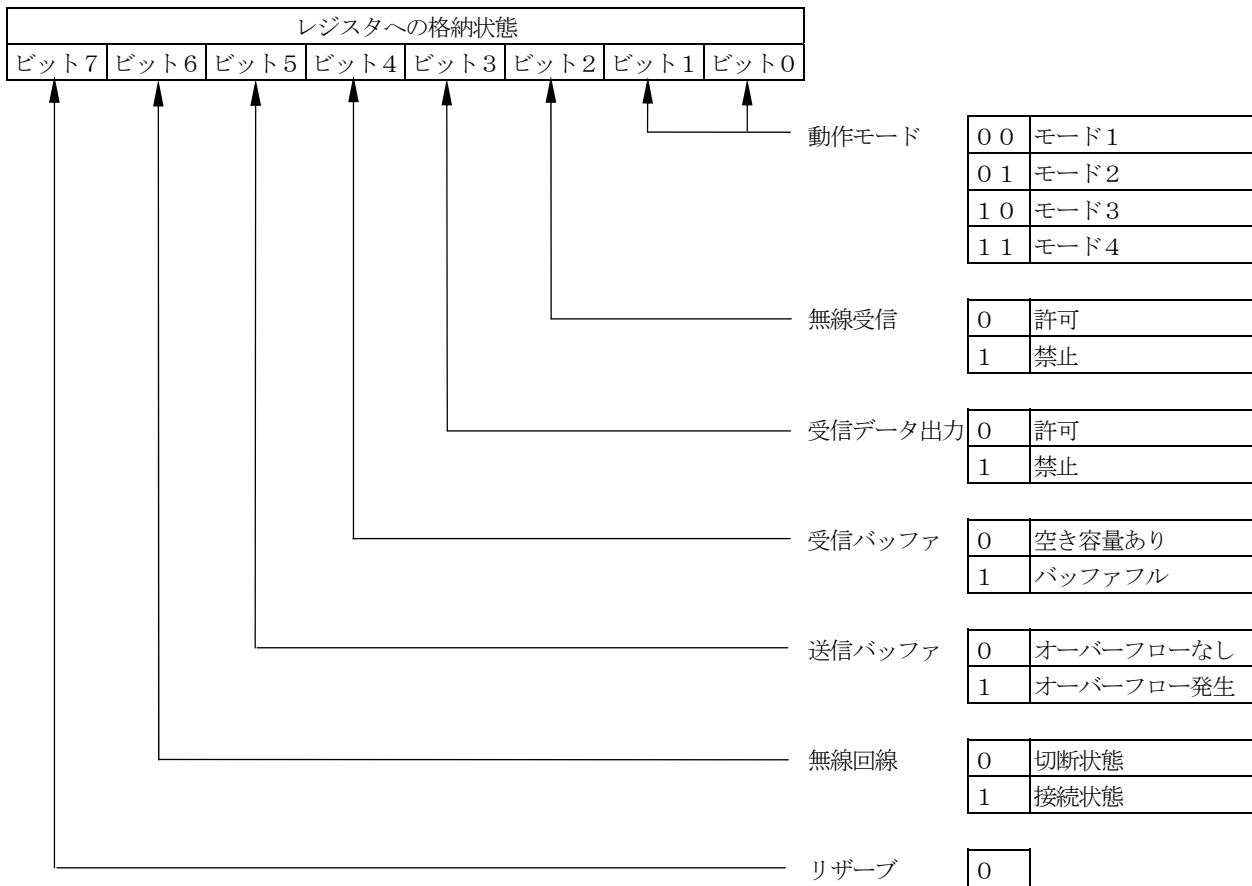 レジスタへの格納状態
ビット７ ビット６ ビット５ ビット４ ビット３ ビット２ ビット１ ビット０
動作モード ００ モード１
０１ モード２
１０ モード３
１１ モード４
無線受信 ０ 許可
１ 禁止
受信データ出力 ０ 許可
１ 禁止
受信バッファ ０ 空き容量あり
１ バッファフル
送信バッファ ０ オーバーフローなし
１ オーバーフロー発生
無線回線 ０ 切断状態
１ 接続状態
リザーブ ０